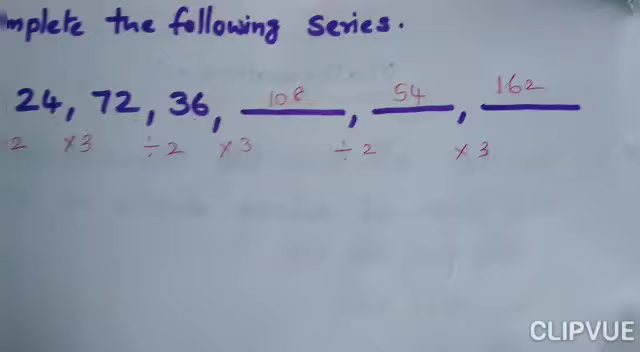 mplete the following series.
24, 72, 36, 108, 54, 162
2 ×3 ÷2 ×3 ÷2 ×3
CLIPVUE